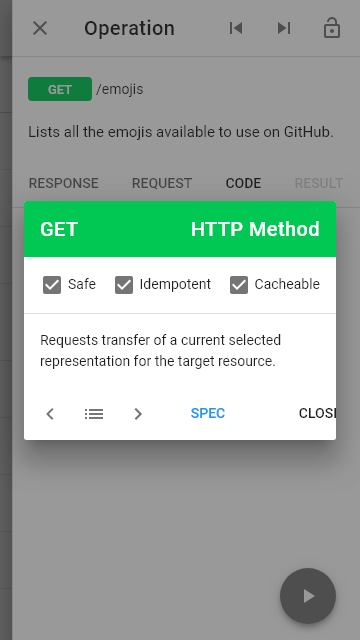 Operation
GET /emojis
Lists all the emojis available to use on GitHub.
RESPONSE REQUEST CODE RESULT
GET HTTP Method
Safe Idempotent Cacheable
Requests transfer of a current selected
representation for the target resource.
SPEC CLOS